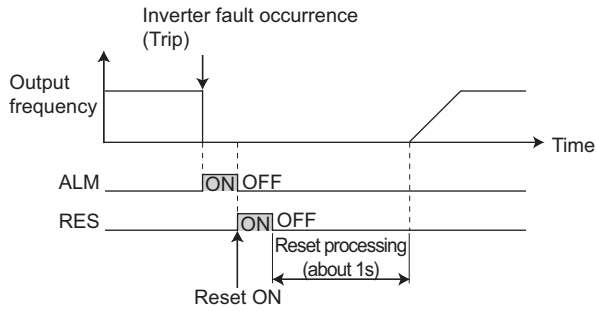 Inverter fault occurrence
(Trip)
Output
frequency
Time
ALM
ON OFF
RES
ON OFF
Reset processing
(about 1s)
Reset ON